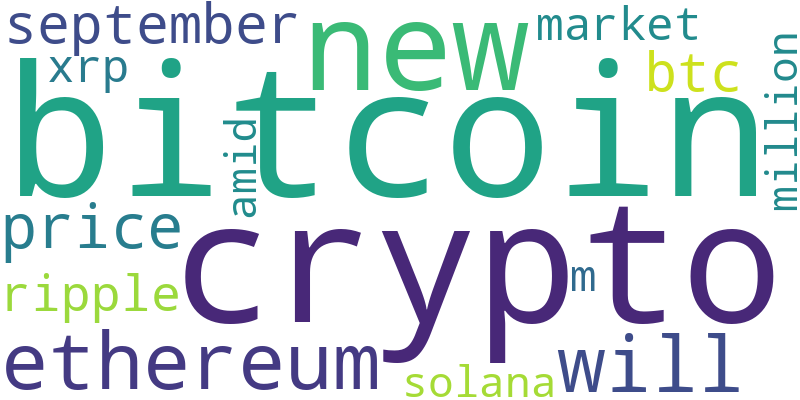 september
new
market
xrp
btc
bitcoin
million
amid
price
crypto
m
ripple
ethereum
will
solana